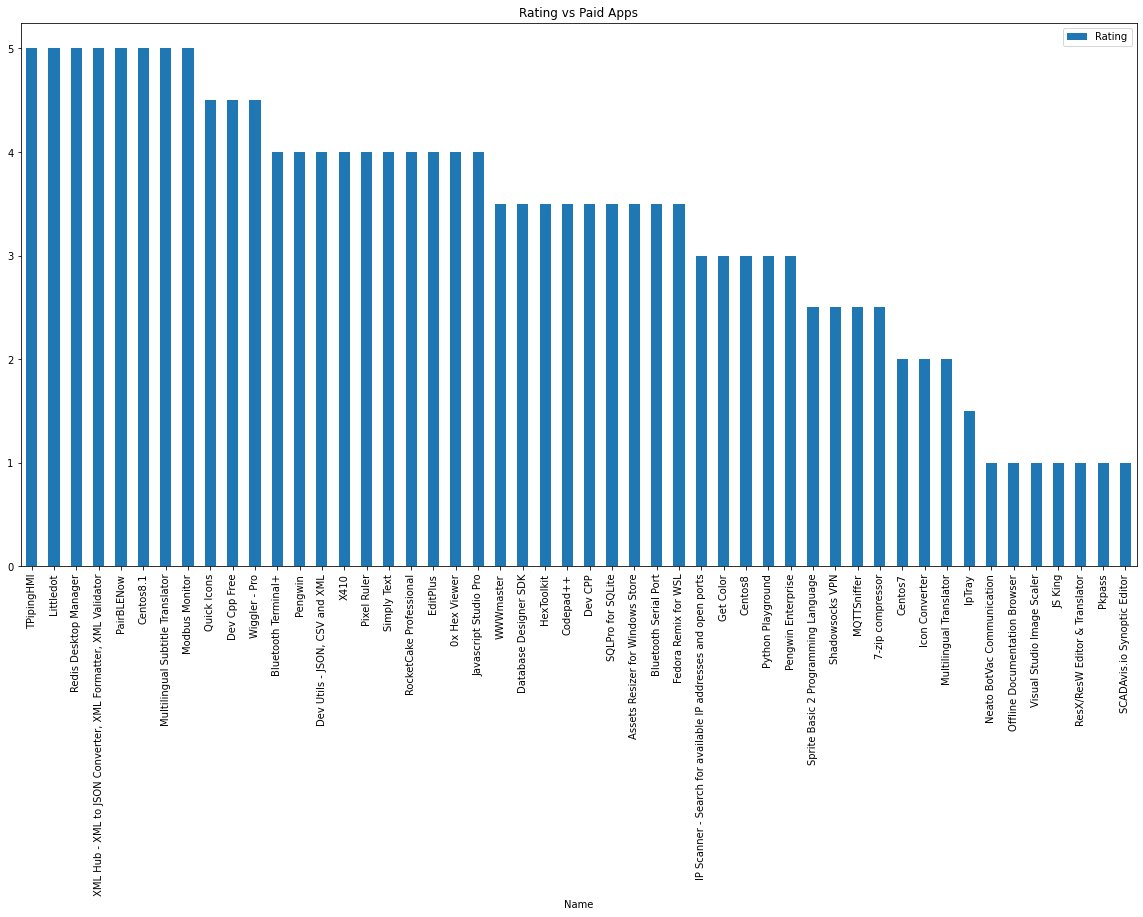 Rating vs Paid Apps
Rating
5
4
3
2
1
0
TPipingHMI
Littledot
Redis Desktop Manager
XML Hub - XML to JSON Converter, XML Formatter, XML Validator
PairBLENow
Centos8.1
Multilingual Subtitle Translator
Modbus Monitor
Quick Icons
Dev Cpp Free
Wiggler - Pro
Bluetooth Terminal+
Pengwin
Dev Utils - JSON, CSV and XML
X410
Pixel Ruler
Simply Text
RocketCake Professional
EditPlus
0x Hex Viewer
Javascript Studio Pro
WWWmaster
Database Designer SDK
HexToolkit
Codepad++
Dev CPP
SQLPro for SQLite
Assets Resizer for Windows Store
Bluetooth Serial Port
Fedora Remix for WSL
IP Scanner - Search for available IP addresses and open ports
Get Color
Centos8
Python Playground
Pengwin Enterprise
Sprite Basic 2 Programming Language
Shadowsocks VPN
MQTTSniffer
7-zip compressor
Centos7
Icon Converter
Multilingual Translator
IpTray
Neato BotVac Communication
Offline Documentation Browser
Visual Studio Image Scaler
JS King
ResX/ResW Editor & Translator
Pkpass
SCADAvis.io Synoptic Editor
Name